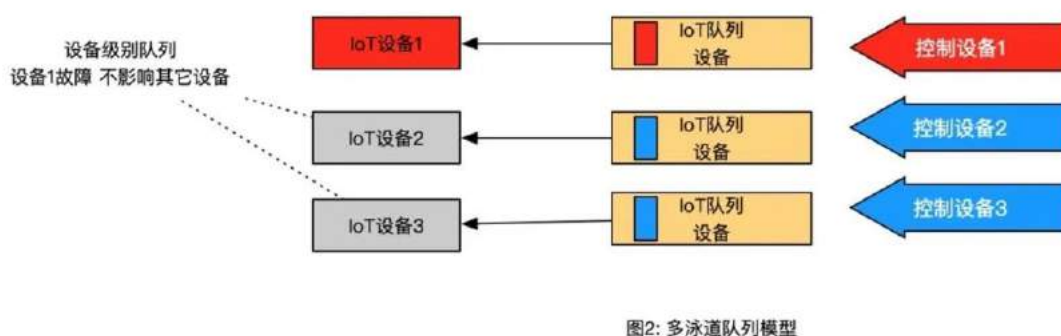 设备级别队列
设备1故障 不影响其它设备
IoT设备1
IoT队列
设备
控制设备1
IoT设备2
IoT队列
设备
控制设备2
IoT设备3
IoT队列
设备
控制设备3
图2: 多泳道队列模型